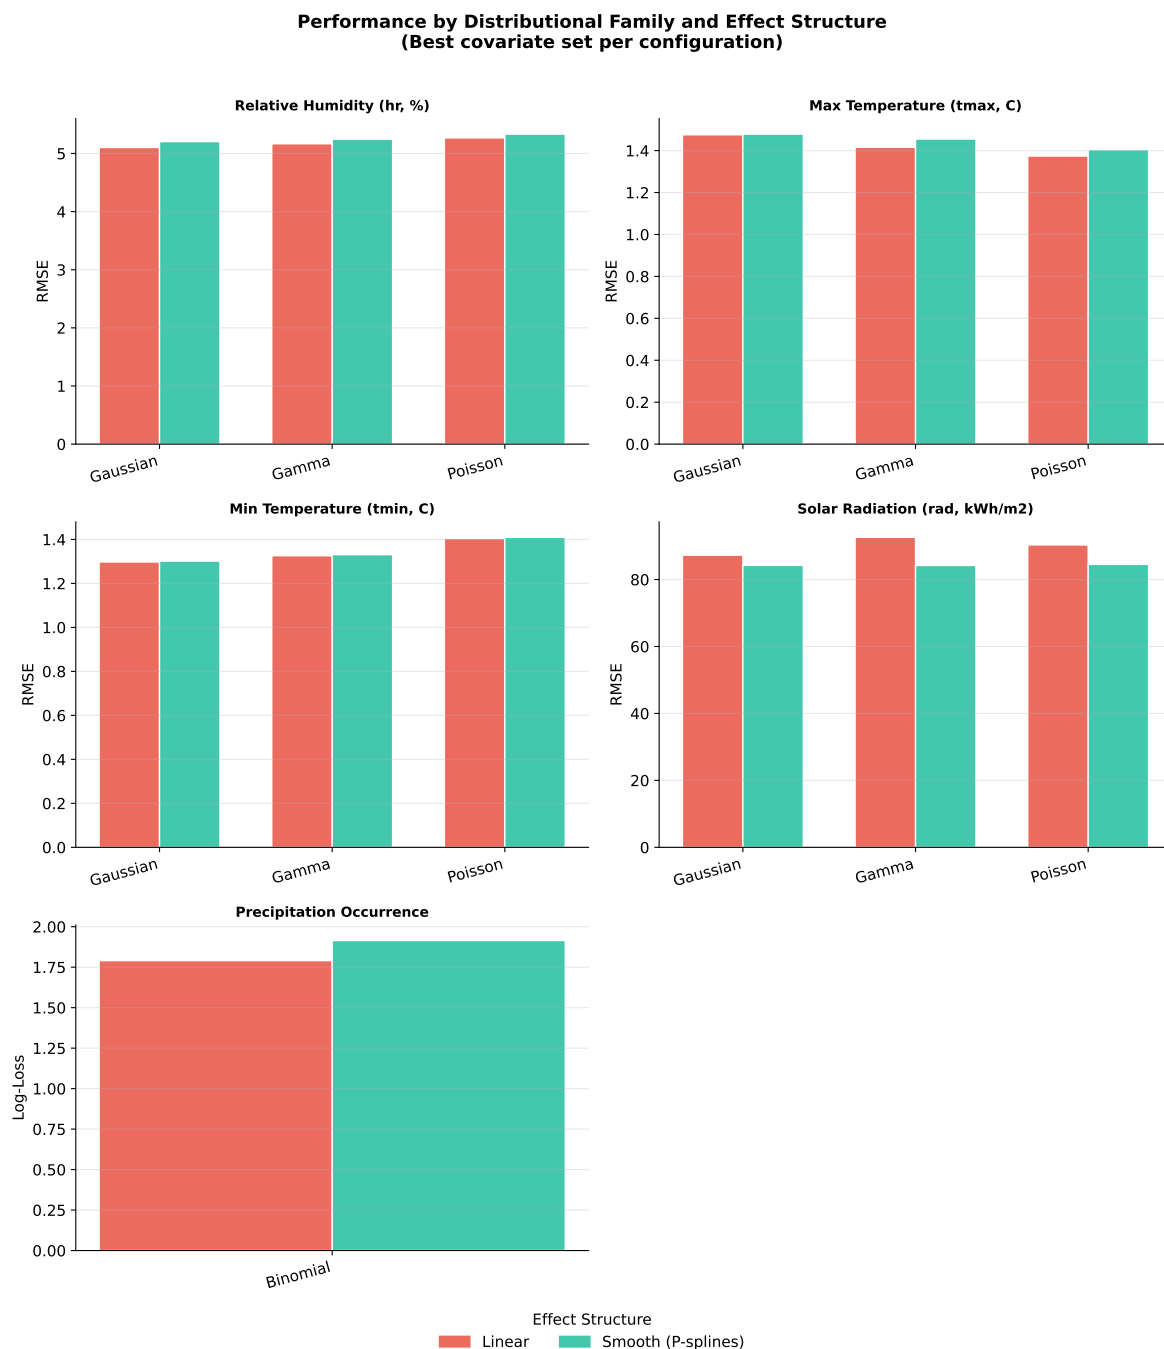 Performance by Distributional Family and Effect Structure
(Best covariate set per configuration)
Relative Humidity (hr, %)
RMSE
5
4
3
2
1
0
Gaussian
Gamma
Poisson
Max Temperature (tmax, C)
RMSE
1.4
1.2
1.0
0.8
0.6
0.4
0.2
0.0
Gaussian
Gamma
Poisson
Min Temperature (tmin, C)
RMSE
1.4
1.2
1.0
0.8
0.6
0.4
0.2
0.0
Gaussian
Gamma
Poisson
Solar Radiation (rad, kWh/m2)
RMSE
80
60
40
20
0
Gaussian
Gamma
Poisson
Precipitation Occurrence
Log-Loss
2.00
1.75
1.50
1.25
1.00
0.75
0.50
0.25
0.00
Binomial
Effect Structure
Linear
Smooth (P-splines)